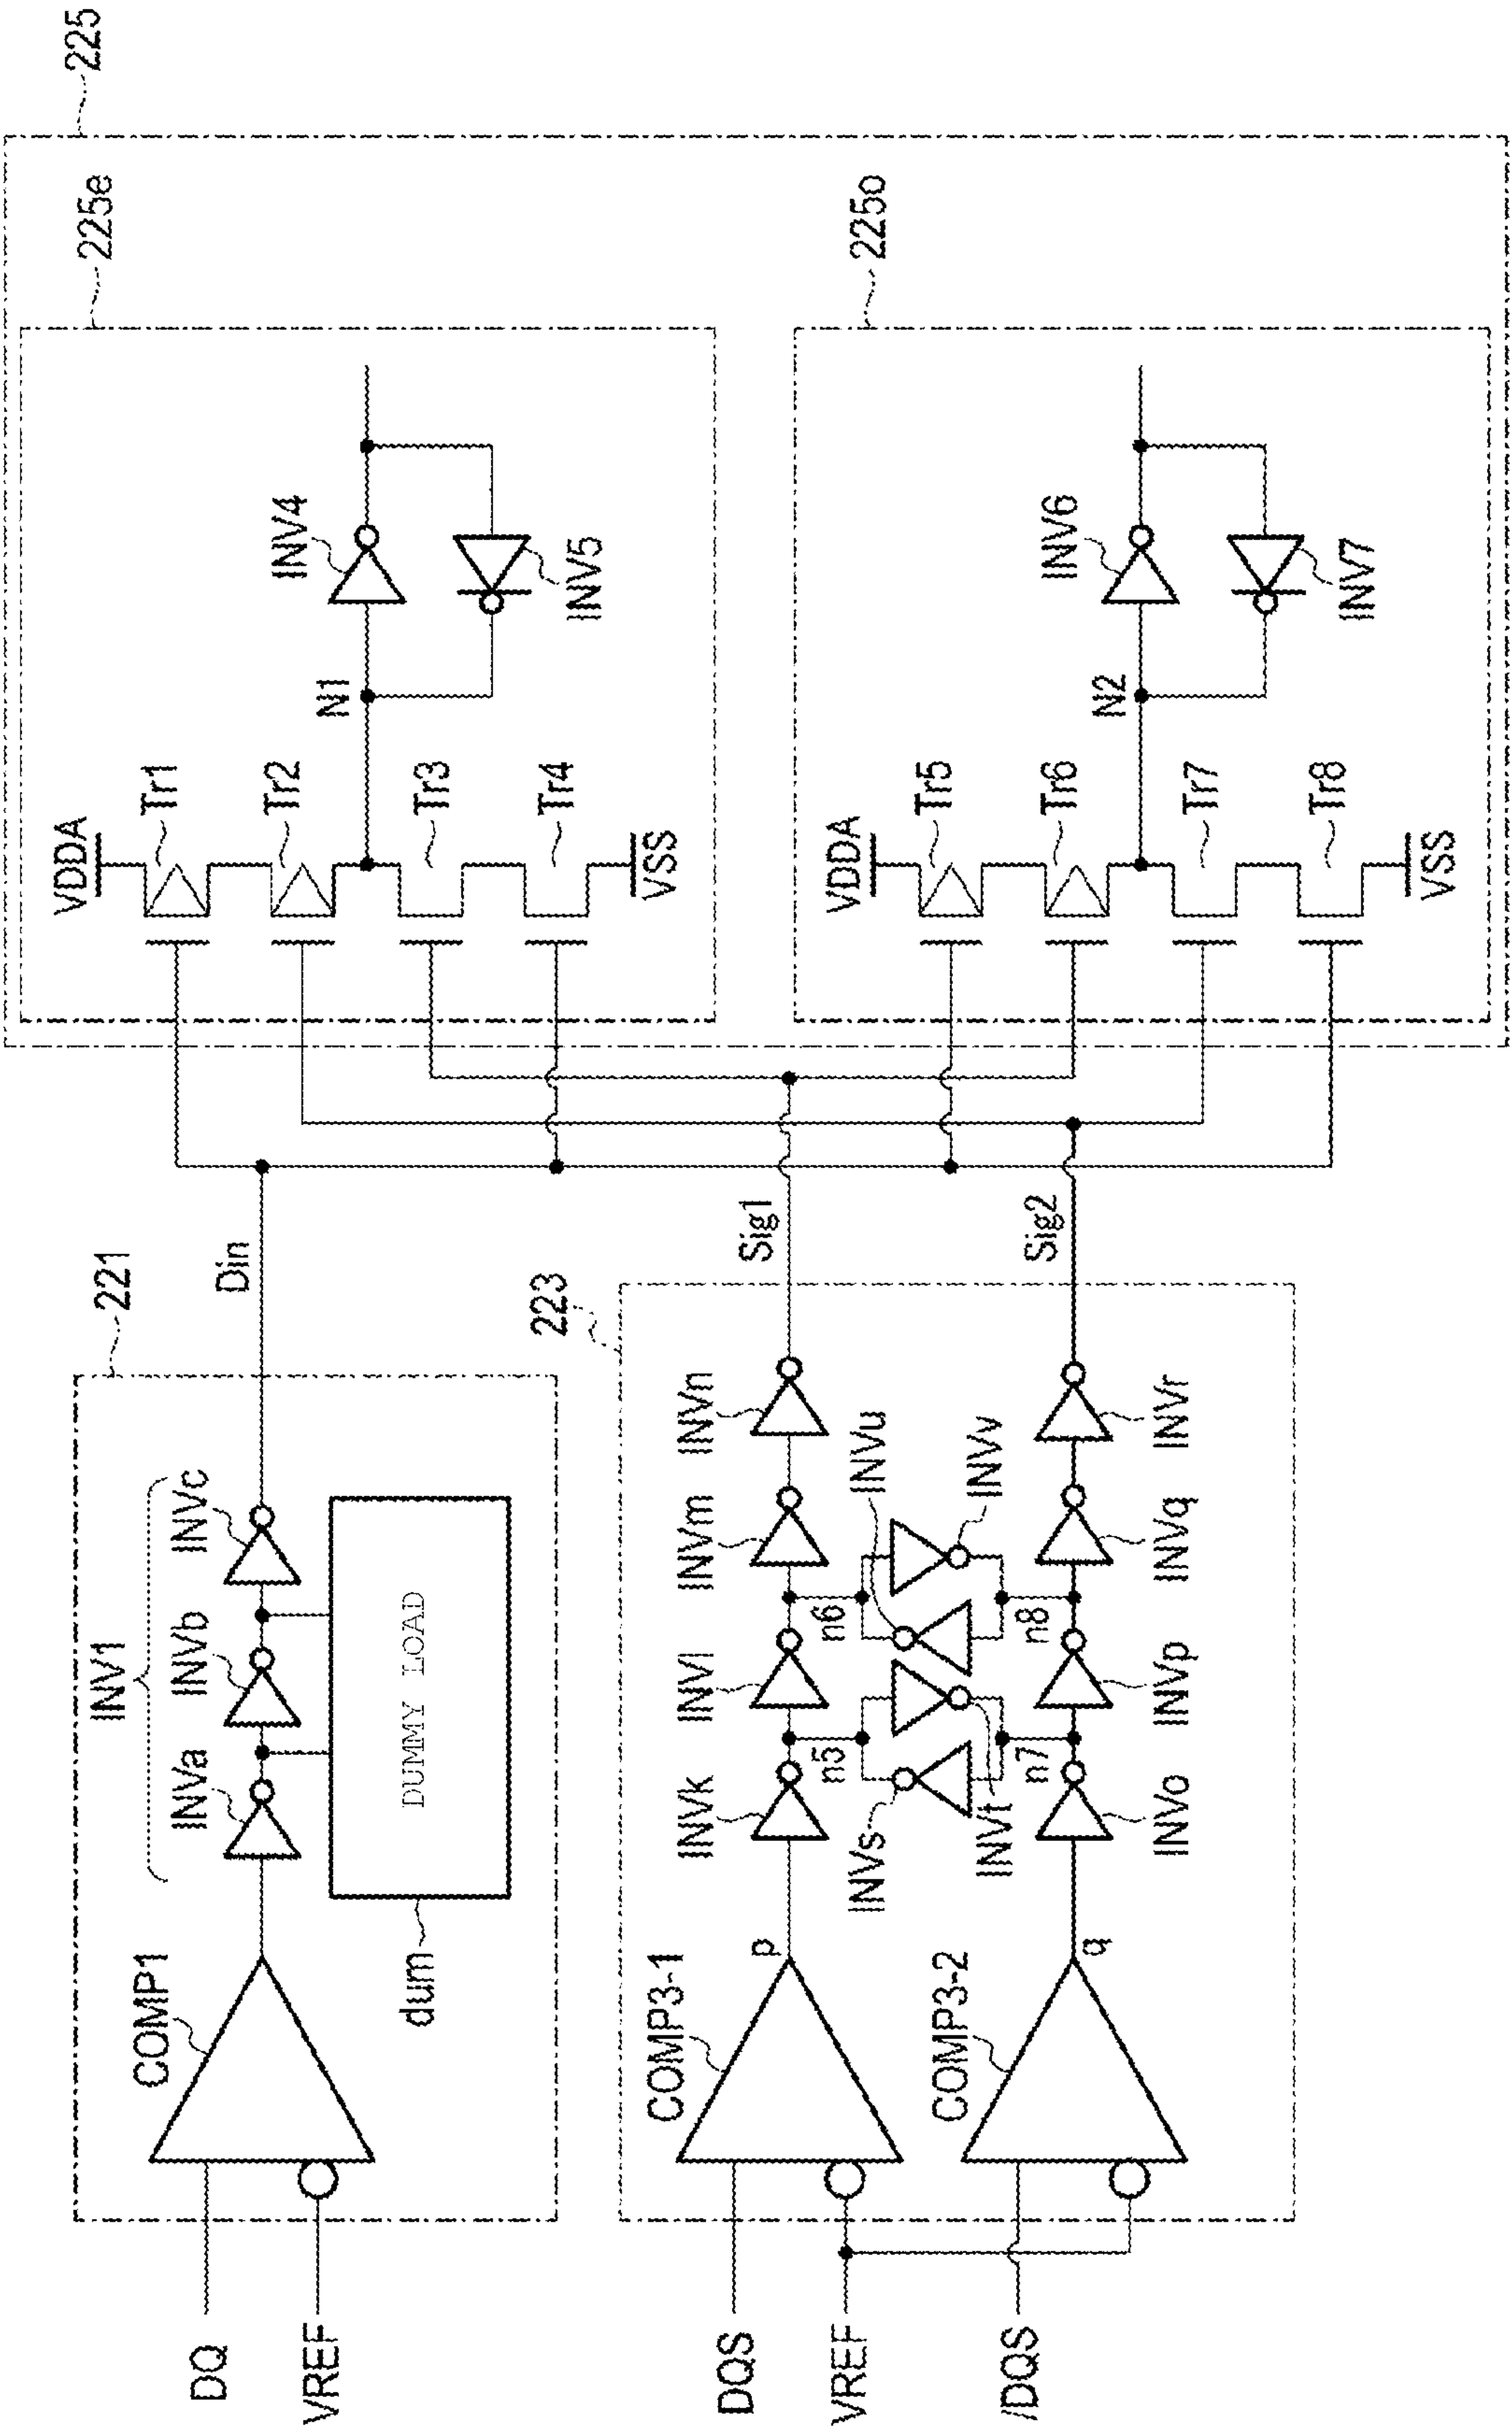 225
225e
VDDA
Tr1
Tr2
Tr3
Tr4
VSS
N1
INV4
INV5
225o
VDDA
Tr5
Tr6
Tr7
Tr8
VSS
N2
INV6
INV7
221
Din
INV1
INVa
INVb
INVc
COMP1
DUMMY LOAD
dum
DQ
VREF
223
Sig1
Sig2
COMP3-1
p
INVk
INVl
INVm
INVn
n5
n6
INVs
INVt
INVu
INVv
n7
n8
COMP3-2
q
INVo
INVp
INVq
INVr
DQS
VREF
/DQS